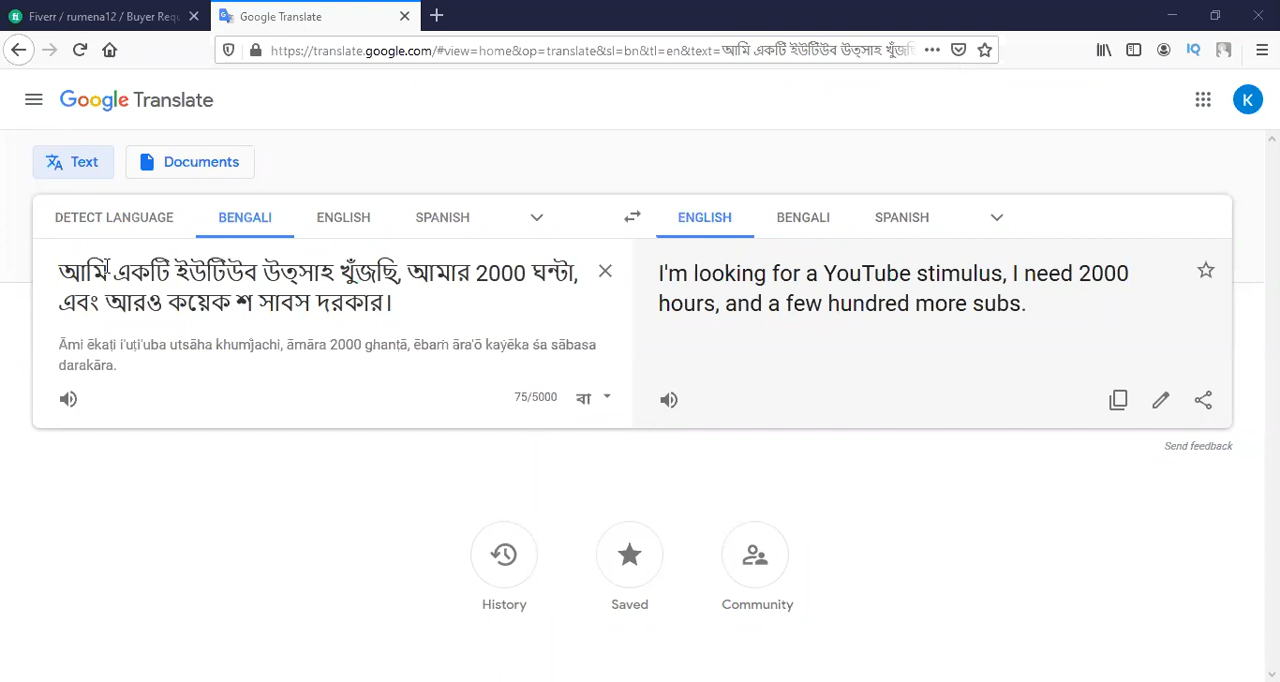 Fiverr / rumena12 / Buyer Requ
Google Translate
https://translate.google.com/#view=home&op=translate&sl=bn&tl=en&text=আমি একটি ইউটিউব উত্সাহ খুঁজছি
IQ
Google Translate
K
Text
Documents
DETECT LANGUAGE BENGALI ENGLISH SPANISH
ENGLISH BENGALI SPANISH
আমি একটি ইউটিউব উত্সাহ খুঁজছি, আমার 2000 ঘন্টা,
এবং আরও কয়েক শ সাবস দরকার।
Āmi ēkaṭi i'uṭi'uba utsāha khum̐jachi, āmāra 2000 ghanṭā, ēbaṁ āra'ō kaẏēka śa sābasa
darakāra.
75/5000
বা
I'm looking for a YouTube stimulus, I need 2000
hours, and a few hundred more subs.
Send feedback
History
Saved
Community